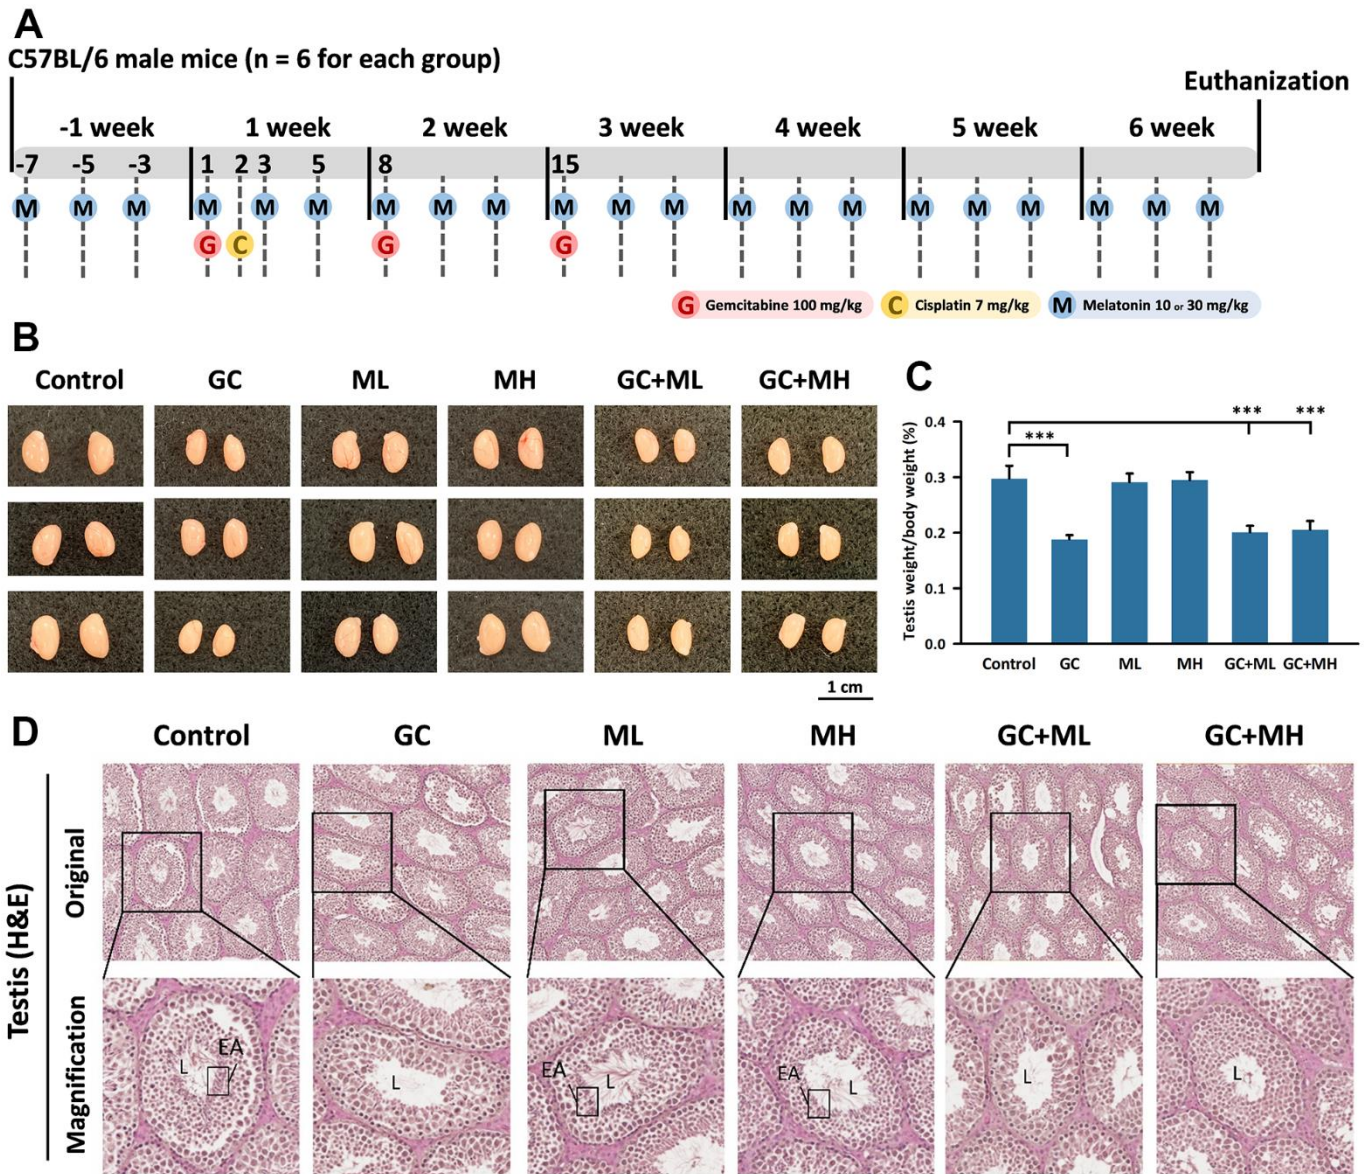 A
C57BL/6 male mice (n = 6 for each group)
Euthanization
-1 week 1 week 2 week 3 week 4 week 5 week 6 week
-7 -5 -3 1 2 3 5 8 15
M M M M M M M M M M M M M M M M M M M M M
G C G G
G Gemcitabine 100 mg/kg C Cisplatin 7 mg/kg M Melatonin 10 or 30 mg/kg
B
Control GC ML MH GC+ML GC+MH
1 cm
C
Testis weight/body weight (%)
0.4
0.3
0.2
0.1
0.0
*** *** ***
Control GC ML MH GC+ML GC+MH
D
Control GC ML MH GC+ML GC+MH
Testis (H&E)
Original
Magnification
L EA
L
EA L
EA L
L
L